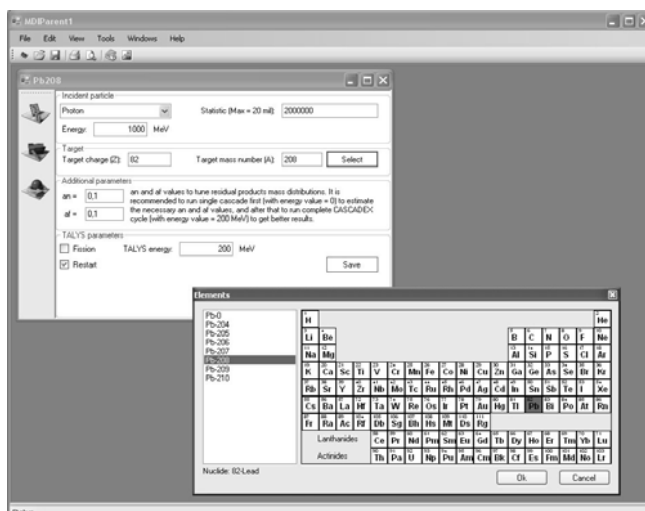 MDIParent1
File Edit View Tools Windows Help
Pb208
Incident particle
Proton Statistic (Max = 20 mil): 2000000
Energy: 1000 MeV
Target
Target charge (Z): 82 Target mass number (A): 208 Select
Additional parameters
an = 0,1
af = 0,1
an and af values to tune residual products mass distributions. It is
recommended to run single cascade first (with energy value = 0) to estimate
the necessary an and af values, and after that to run complete CASCADEX
cycle (with energy value = 200 MeV) to get better results.
TALYS parameters
Fission TALYS energy: 200 MeV
Restart Save
Elements
Pb-0
Pb-204
Pb-205
Pb-206
Pb-207
Pb-208
Pb-209
Pb-210
H He
Li Be B C N O F Ne
Na Mg Al Si P S Cl Ar
K Ca Sc Ti V Cr Mn Fe Co Ni Cu Zn Ga Ge As Se Br Kr
Rb Sr Y Zr Nb Mo Tc Ru Rh Pd Ag Cd In Sn Sb Te I Xe
Cs Ba La Hf Ta W Re Os Ir Pt Au Hg Tl Pb Bi Po At Rn
Fr Ra Ac Rf Db Sg Bh Hs Mt Ds Rg
Lanthanides Ce Pr Nd Pm Sm Eu Gd Tb Dy Ho Er Tm Yb Lu
Actinides Th Pa U Np Pu Am Cm Bk Cf Es Fm Md No Lr
Nuclide: 82-Lead
Ok Cancel